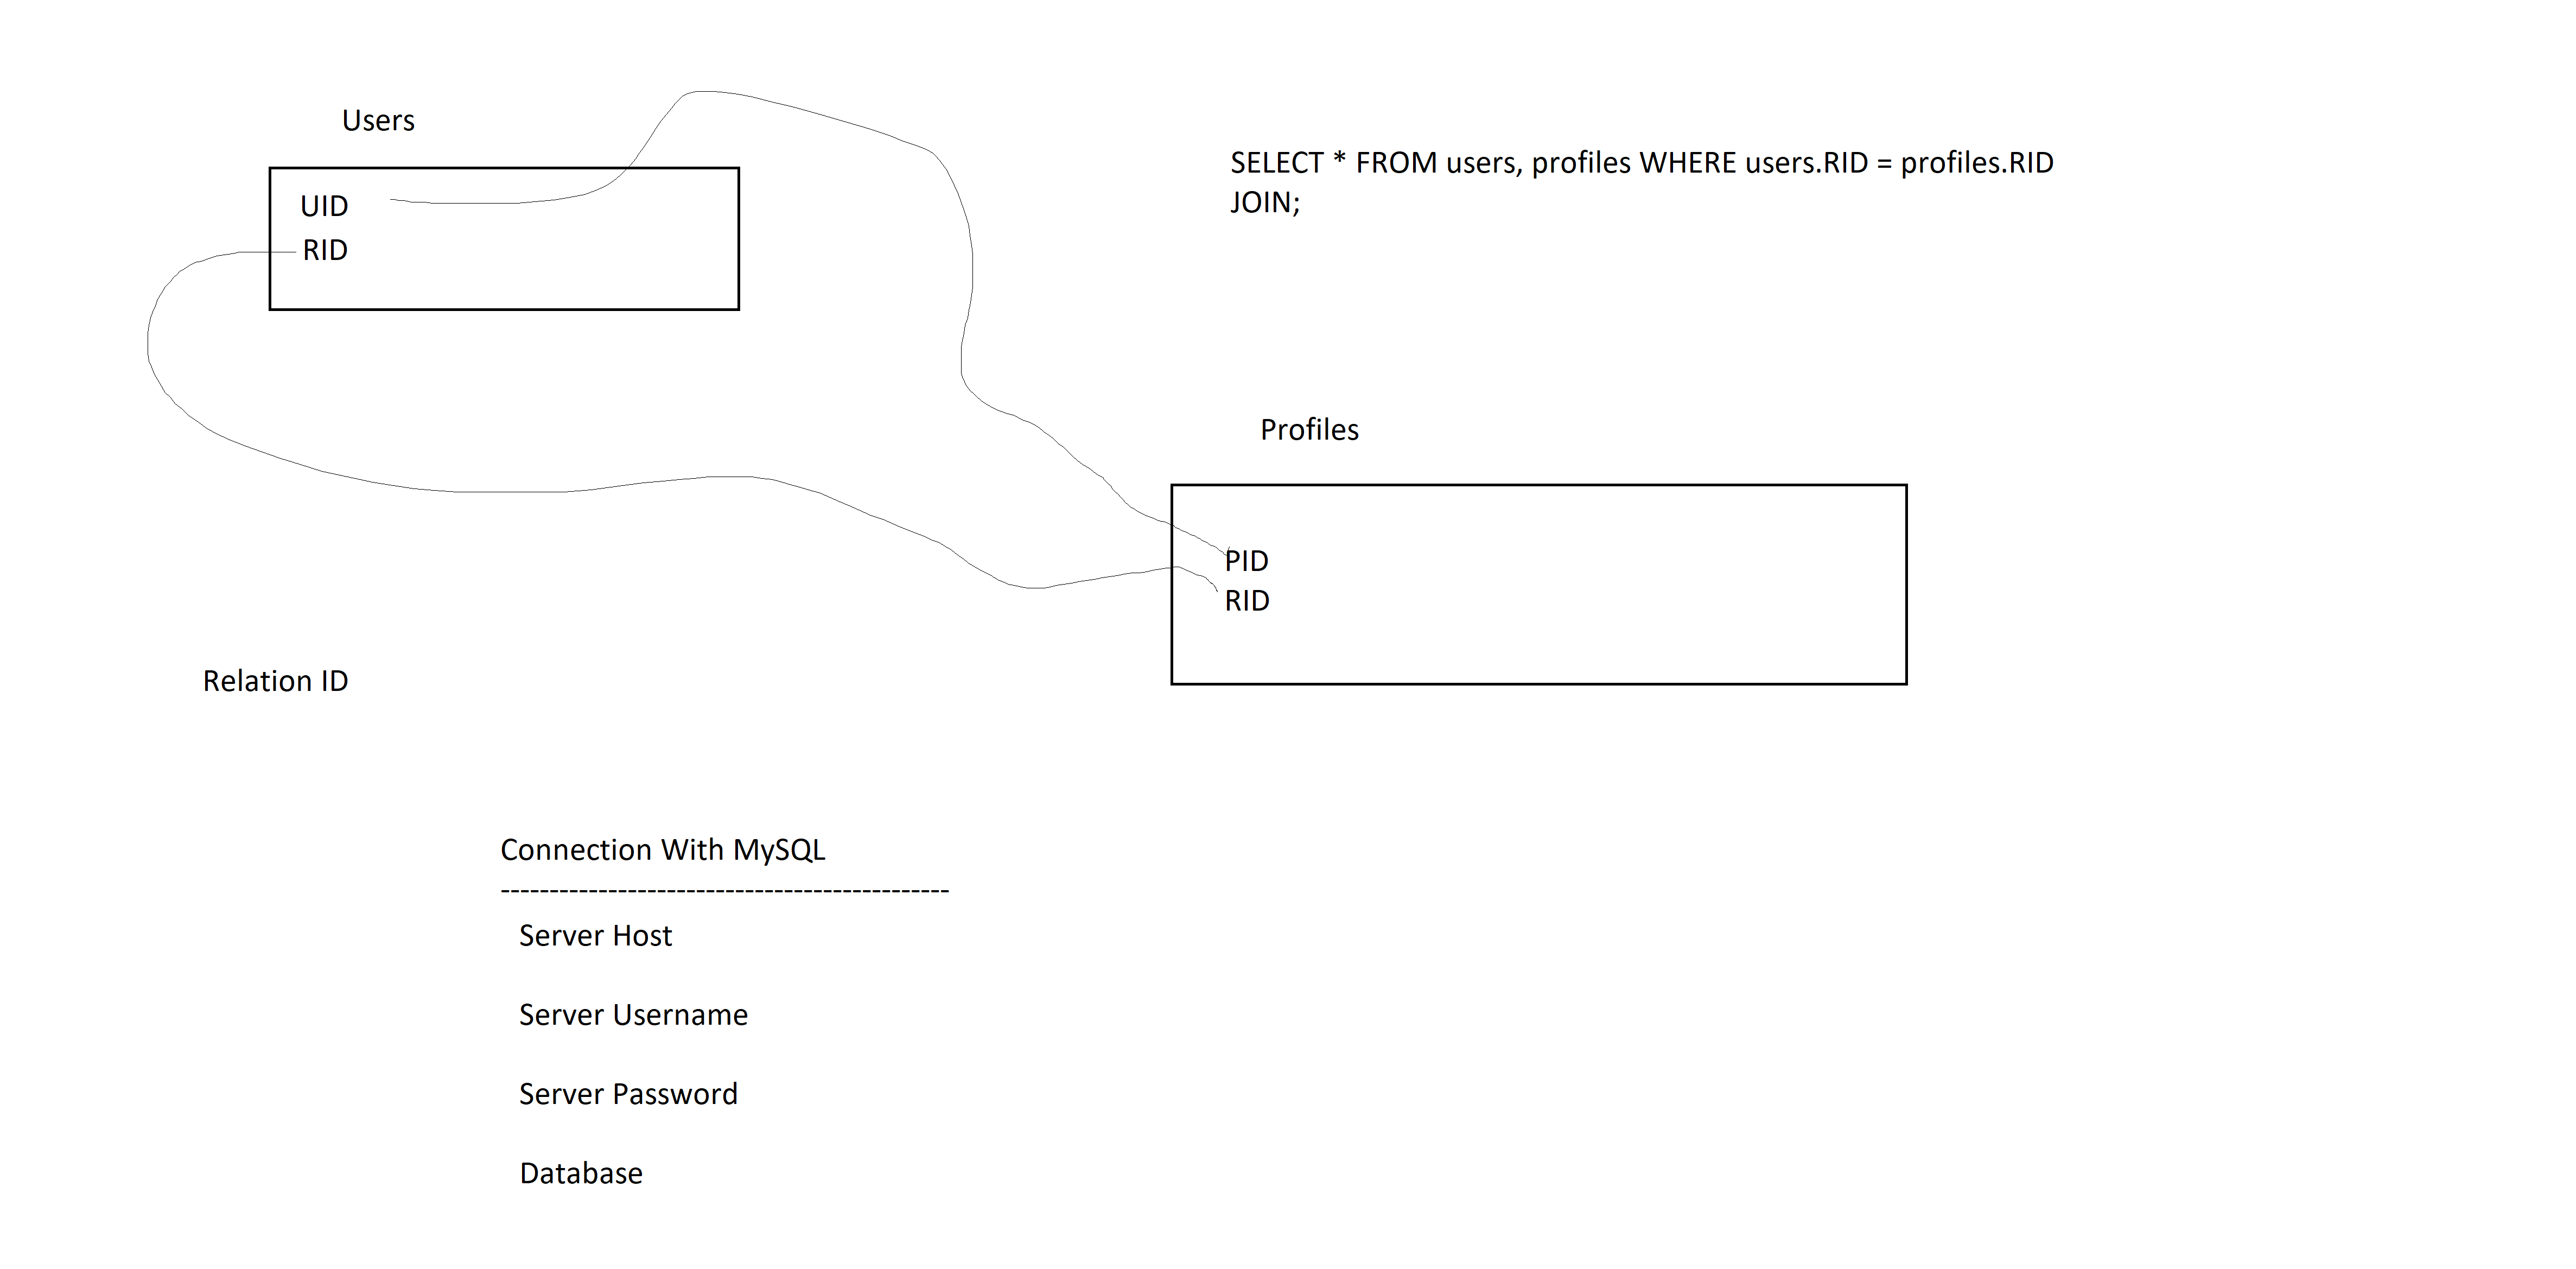 Users
UID
RID
SELECT * FROM users, profiles WHERE users.RID = profiles.RID
JOIN;
Profiles
PID
RID
Relation ID
Connection With MySQL
----------------------------------------------
Server Host
Server Username
Server Password
Database